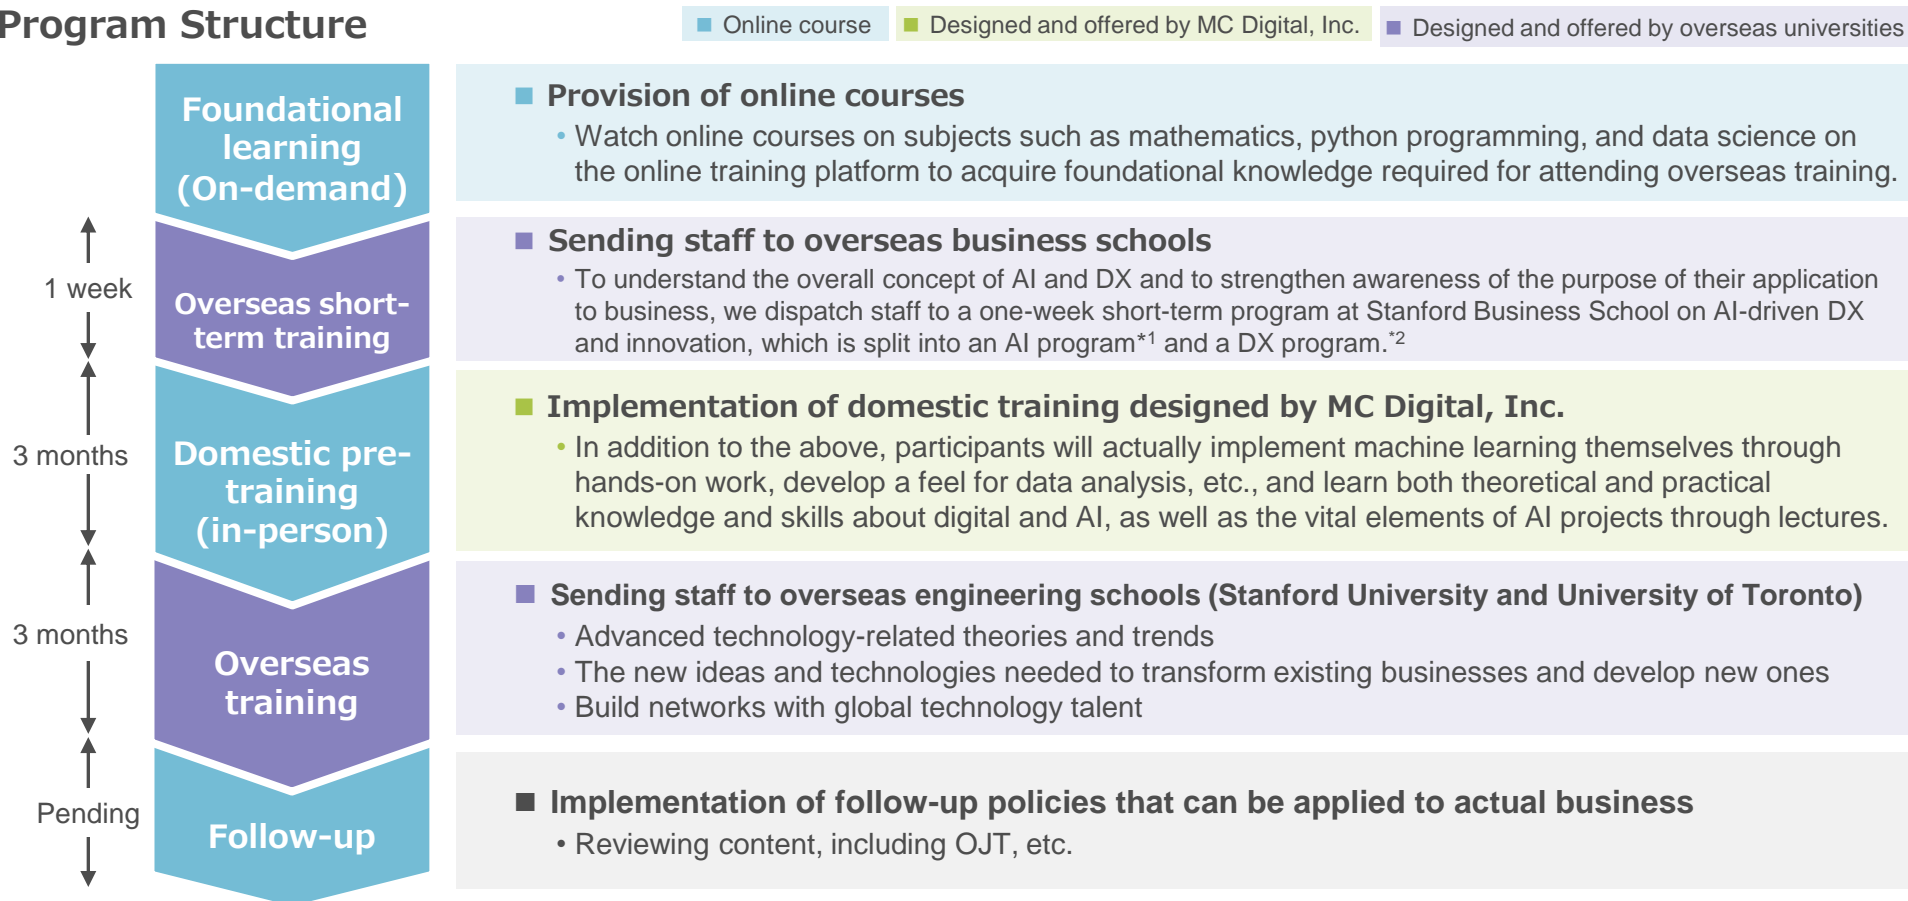 Program Structure
■ Online course
■ Designed and offered by MC Digital, Inc.
■ Designed and offered by overseas universities
Foundational
learning
(On-demand)
■ Provision of online courses
• Watch online courses on subjects such as mathematics, python programming, and data science on
the online training platform to acquire foundational knowledge required for attending overseas training.
1 week
Overseas short-
term training
■ Sending staff to overseas business schools
• To understand the overall concept of AI and DX and to strengthen awareness of the purpose of their application
to business, we dispatch staff to a one-week short-term program at Stanford Business School on AI-driven DX
and innovation, which is split into an AI program*1 and a DX program.*2
3 months
Domestic pre-
training
(in-person)
■ Implementation of domestic training designed by MC Digital, Inc.
• In addition to the above, participants will actually implement machine learning themselves through
hands-on work, develop a feel for data analysis, etc., and learn both theoretical and practical
knowledge and skills about digital and AI, as well as the vital elements of AI projects through lectures.
3 months
Overseas
training
■ Sending staff to overseas engineering schools (Stanford University and University of Toronto)
• Advanced technology-related theories and trends
• The new ideas and technologies needed to transform existing businesses and develop new ones
• Build networks with global technology talent
Pending
Follow-up
■ Implementation of follow-up policies that can be applied to actual business
• Reviewing content, including OJT, etc.